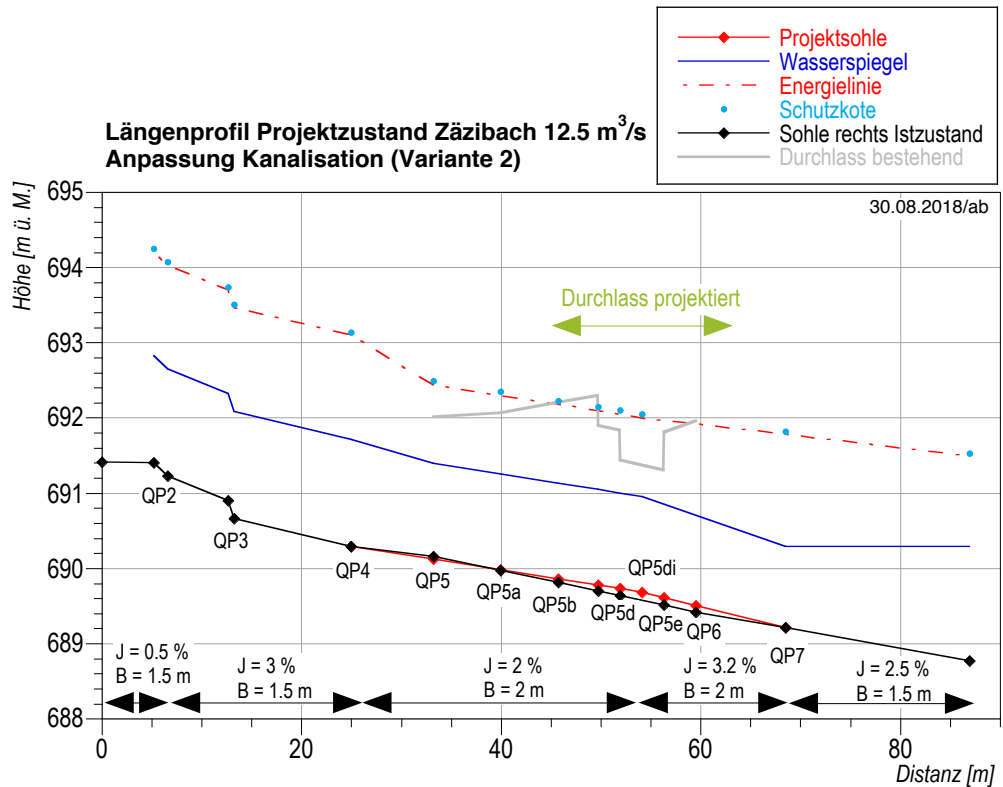 Projektsohle
Wasserspiegel
Energielinie
Schutzkote
Sohle rechts Istzustand
Durchlass bestehend
Längenprofil Projektzustand Zäzibach 12.5 m³/s
Anpassung Kanalisation (Variante 2)
30.08.2018/ab
Höhe [m ü. M.]
695
694
693
692
691
690
689
688
Durchlass projektiert
QP2
QP3
QP4
QP5
QP5a
QP5b
QP5d
QP5di
QP5e
QP6
QP7
J = 0.5 %
B = 1.5 m
J = 3 %
B = 1.5 m
J = 2 %
B = 2 m
J = 3.2 %
B = 2 m
J = 2.5 %
B = 1.5 m
0
20
40
60
80
Distanz [m]